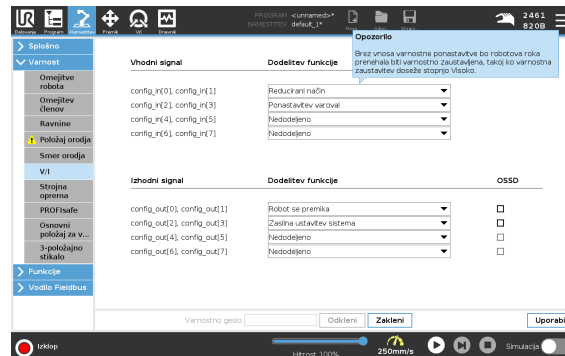 PROGRAM <unnamed>*
NAMESTITEV default_1*
2461
820B
Delovanje Program Namestitev Premik V/I Dnevnik
Opozorilo
Brez vnosa varnostne ponastavitve bo robotova roka
prenehala biti varnostno zaustavljena, takoj ko varnostna
zaustavitev doseže stopnjo Visoko.
Splošno
Varnost
Omejitve
robota
Omejitev
členov
Ravnine
Položaj orodja
Smer orodja
V/I
Strojna
oprema
PROFIsafe
Osnovni
položaj za v...
3-položajno
stikalo
Funkcije
Vodilo Fieldbus
Vhodni signal Dodelitev funkcije
config_in[0], config_in[1] Reducirani način
config_in[2], config_in[3] Ponastavitev varoval
config_in[4], config_in[5] Nedodeljeno
config_in[6], config_in[7] Nedodeljeno
Izhodni signal Dodelitev funkcije OSSD
config_out[0], config_out[1] Robot se premika
config_out[2], config_out[3] Zasilna ustavitev sistema
config_out[4], config_out[5] Nedodeljeno
config_out[6], config_out[7] Nedodeljeno
Varnostno geslo Odkleni Zakleni Uporabi
Izklop Hitrost 100% 250mm/s Simulacija